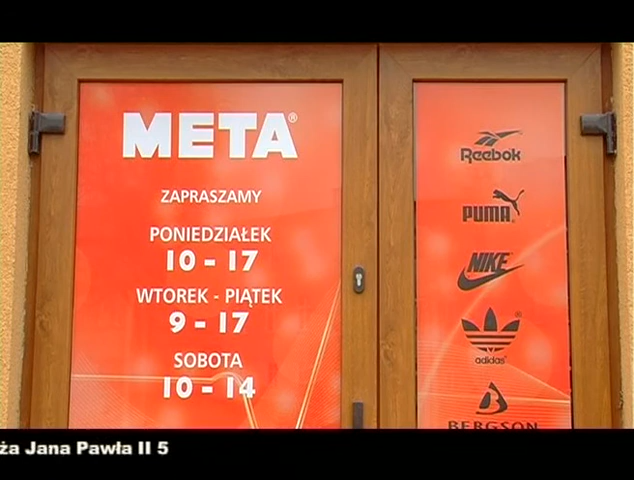 META®
ZAPRASZAMY
PONIEDZIAŁEK
10 - 17
WTOREK - PIĄTEK
9 - 17
SOBOTA
10 - 14
Reebok
PUMA
NIKE
adidas
BERGSON
ża Jana Pawła II 5